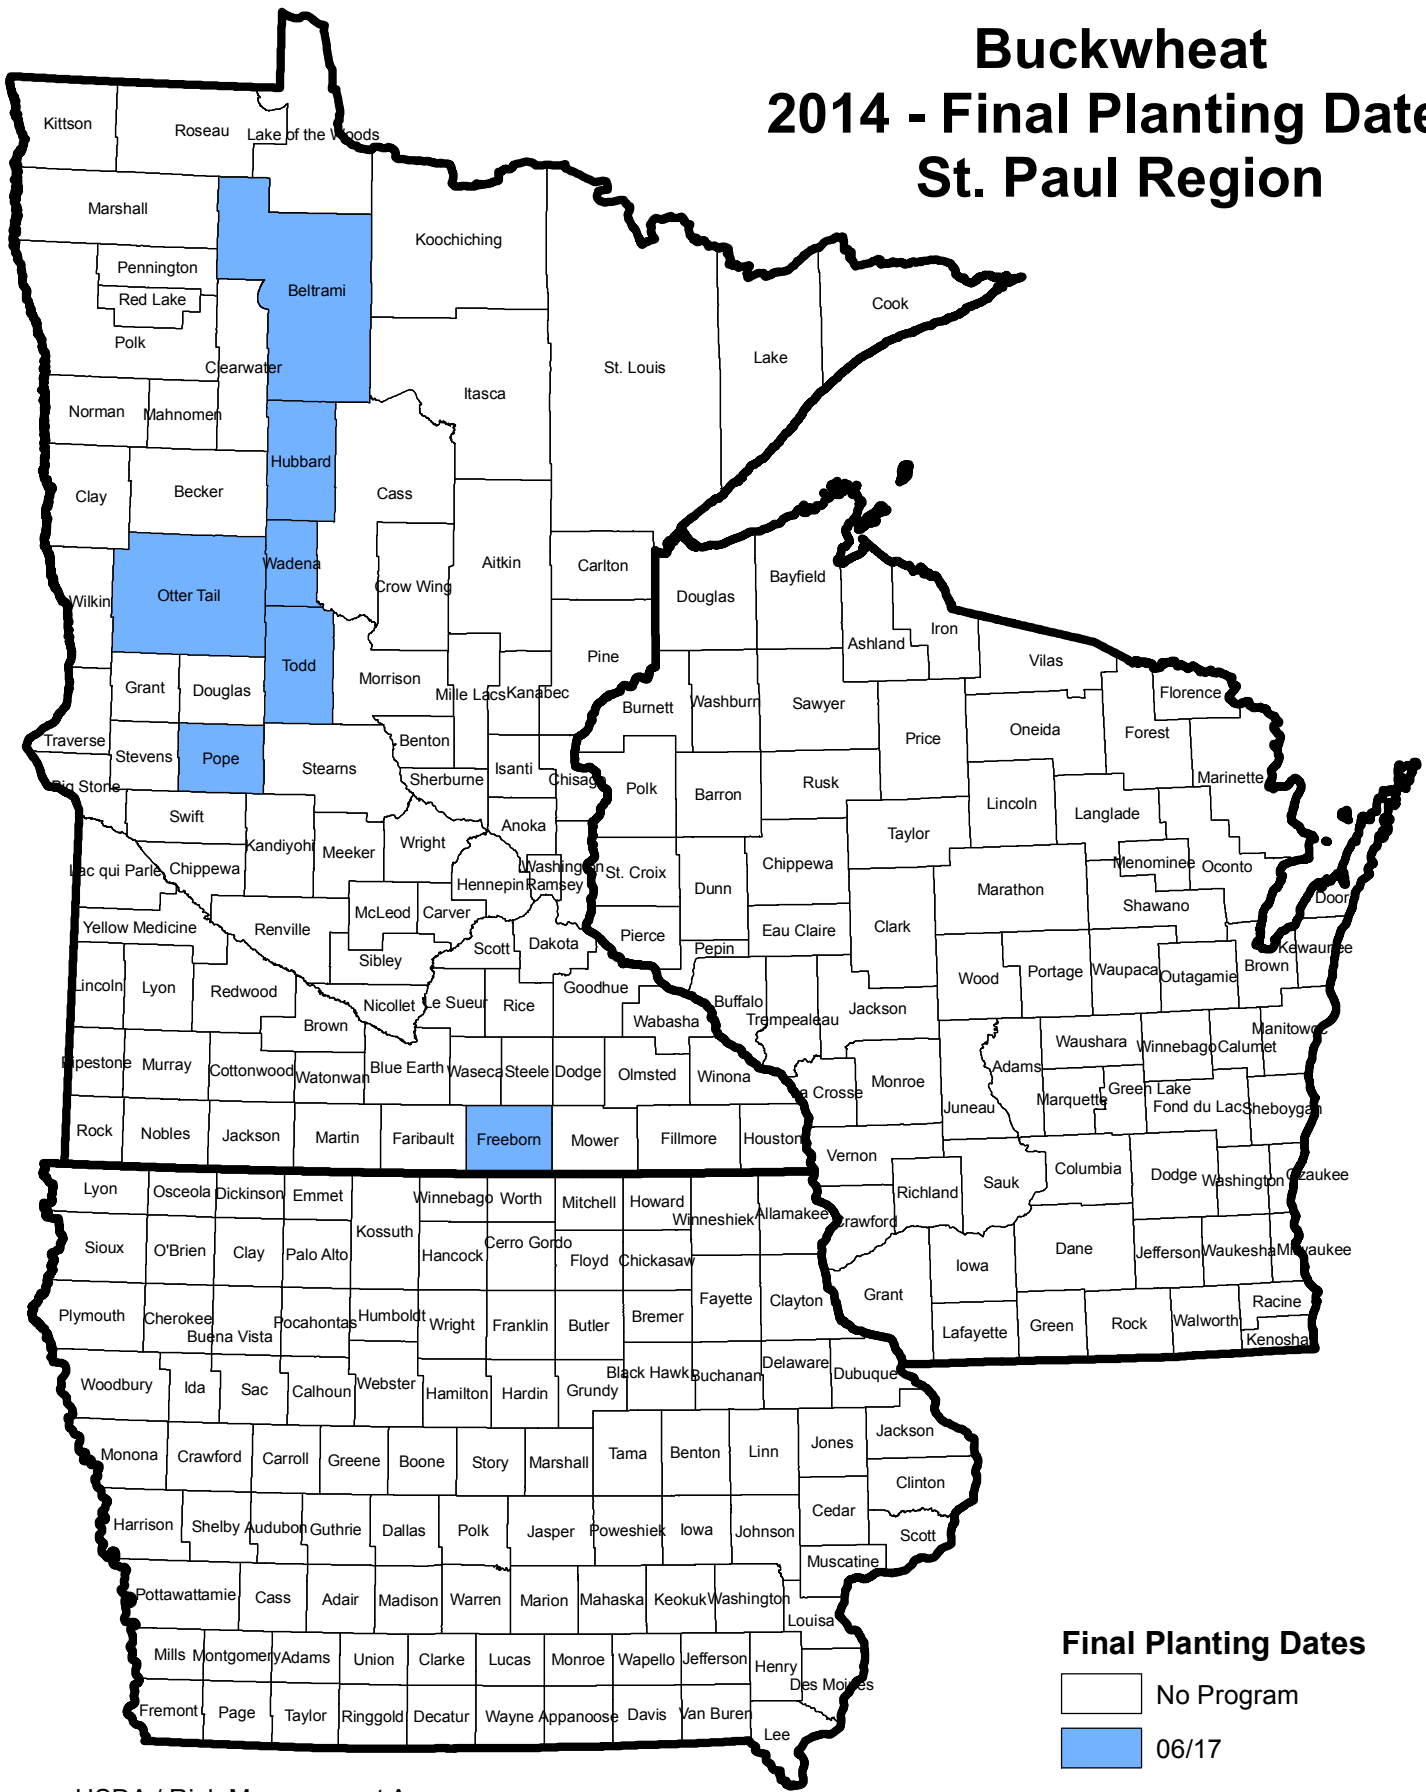 Buckwheat
2014 - Final Planting Date
St. Paul Region
Kittson
Roseau
Lake of the Woods
Marshall
Koochiching
Pennington
Beltrami
Red Lake
Cook
Polk
Lake
Clearwater
St. Louis
Itasca
Norman
Mahnomen
Hubbard
Becker
Cass
Clay
Wadena
Aitkin
Carlton
Bayfield
Crow Wing
Otter Tail
Wilkin
Douglas
Iron
Ashland
Pine
Vilas
Todd
Morrison
Grant
Douglas
Mille Lacs
Kanabec
Florence
Burnett
Washburn
Sawyer
Oneida
Forest
Price
Traverse
Benton
Stevens
Pope
Stearns
Isanti
Sherburne
Chisago
Marinette
Big Stone
Polk
Barron
Rusk
Lincoln
Langlade
Swift
Anoka
Taylor
Wright
Kandiyohi
Meeker
Chippewa
Menominee
Oconto
Lac qui Parle
Chippewa
Washington
St. Croix
Hennepin
Ramsey
Dunn
Marathon
Door
Shawano
McLeod
Carver
Yellow Medicine
Renville
Clark
Eau Claire
Pierce
Dakota
Scott
Pepin
Kewaunee
Sibley
Brown
Wood
Portage
Waupaca
Outagamie
Lincoln
Lyon
Redwood
Goodhue
Nicollet
Le Sueur
Rice
Buffalo
Jackson
Trempealeau
Wabasha
Brown
Manitowoc
Waushara
Winnebago
Calumet
Pipestone
Murray
Cottonwood
Watonwan
Blue Earth
Waseca
Steele
Dodge
Olmsted
Winona
Adams
Monroe
La Crosse
Green Lake
Marquette
Juneau
Fond du Lac
Sheboygan
Rock
Nobles
Jackson
Martin
Faribault
Freeborn
Mower
Fillmore
Houston
Vernon
Columbia
Dodge
Washington
Ozaukee
Sauk
Richland
Lyon
Osceola
Dickinson
Emmet
Winnebago
Worth
Mitchell
Howard
Winneshiek
Allamakee
Crawford
Kossuth
Sioux
O'Brien
Clay
Palo Alto
Hancock
Cerro Gordo
Floyd
Chickasaw
Dane
Jefferson
Waukesha
Milwaukee
Iowa
Grant
Fayette
Clayton
Racine
Plymouth
Cherokee
Buena Vista
Pocahontas
Humboldt
Wright
Franklin
Butler
Bremer
Lafayette
Green
Rock
Walworth
Kenosha
Black Hawk
Buchanan
Delaware
Dubuque
Woodbury
Ida
Sac
Calhoun
Webster
Hamilton
Hardin
Grundy
Jackson
Monona
Crawford
Carroll
Greene
Boone
Story
Marshall
Tama
Benton
Linn
Jones
Clinton
Cedar
Harrison
Shelby
Audubon
Guthrie
Dallas
Polk
Jasper
Poweshiek
Iowa
Johnson
Scott
Muscatine
Pottawattamie
Cass
Adair
Madison
Warren
Marion
Mahaska
Keokuk
Washington
Louisa
Mills
Montgomery
Adams
Union
Clarke
Lucas
Monroe
Wapello
Jefferson
Henry
Des Moines
Fremont
Page
Taylor
Ringgold
Decatur
Wayne
Appanoose
Davis
Van Buren
Lee
Final Planting Dates
No Program
06/17